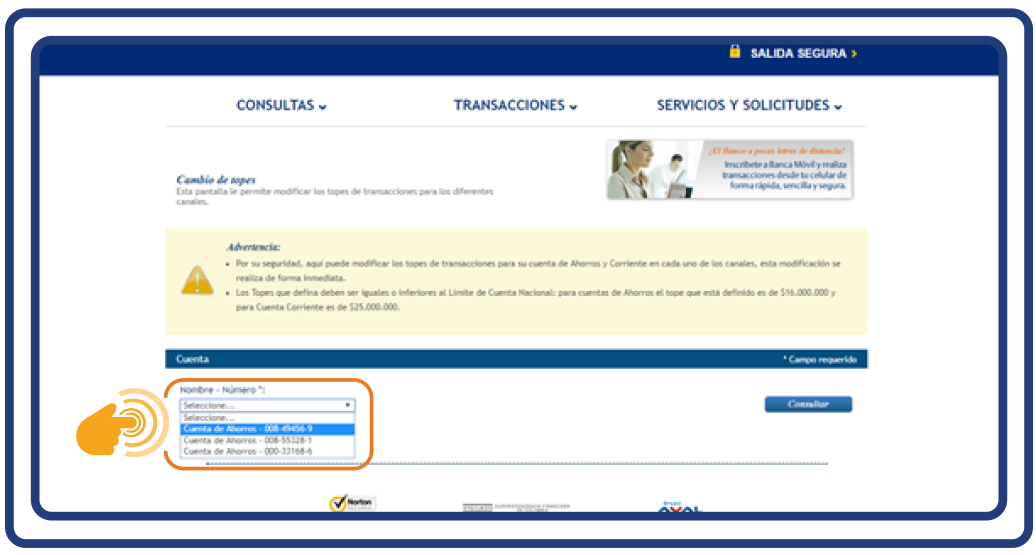 SALIDA SEGURA >
CONSULTAS
TRANSACCIONES
SERVICIOS Y SOLICITUDES
¡El Banco a pocas letras de distancia!
Inscríbete a Banca Móvil y realiza
transacciones desde tu celular de
forma rápida, sencilla y segura.
Cambio de topes
Esta pantalla le permite modificar los topes de transacciones para los diferentes
canales.
Advertencia:
• Por su seguridad, aquí puede modificar los topes de transacciones para su cuenta de Ahorros y Corriente en cada uno de los canales, esta modificación se
realiza de forma inmediata.
• Los Topes que defina deben ser iguales o inferiores al Límite de Cuenta Nacional: para cuentas de Ahorros el tope que está definido es de $16.000.000 y
para Cuenta Corriente es de $25.000.000.
Cuenta
* Campo requerido
Nombre - Número *:
Seleccione...
Consultar
Seleccione...
Cuenta de Ahorros - 008-49456-9
Cuenta de Ahorros - 008-55328-1
Cuenta de Ahorros - 000-33168-6
Norton
SECURED
VIGILADO SUPERINTENDENCIA FINANCIERA
DE COLOMBIA
Grupo